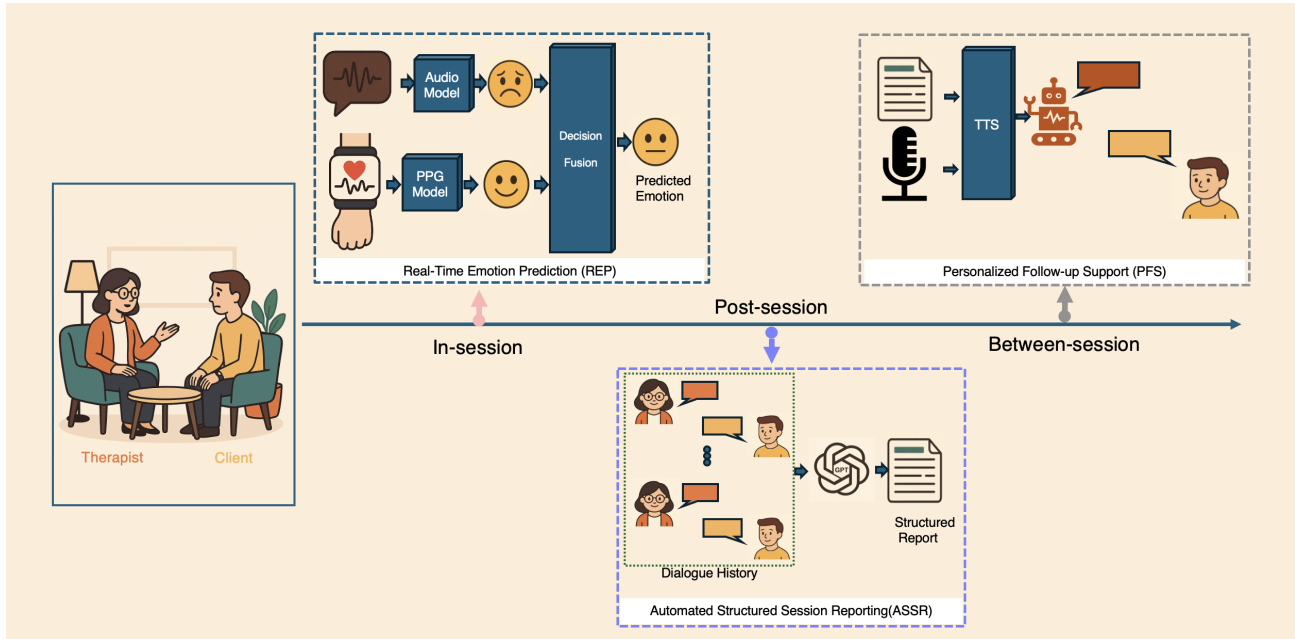 Therapist
Client
Audio
Model
PPG
Model
Decision
Fusion
Predicted
Emotion
Real-Time Emotion Prediction (REP)
In-session
Post-session
Dialogue History
GPT
Structured
Report
Automated Structured Session Reporting(ASSR)
TTS
Personalized Follow-up Support (PFS)
Between-session